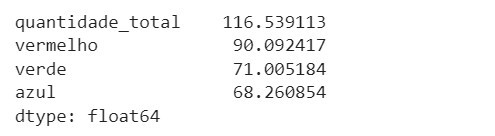 quantidade_total    116.539113
vermelho             90.092417
verde                71.005184
azul                 68.260854
dtype: float64